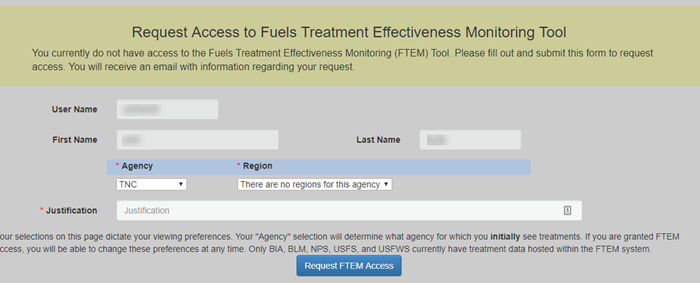 Request Access to Fuels Treatment Effectiveness Monitoring Tool
You currently do not have access to the Fuels Treatment Effectiveness Monitoring (FTEM) Tool. Please fill out and submit this form to request
access. You will receive an email with information regarding your request.
User Name
First Name Last Name
* Agency * Region
TNC There are no regions for this agency
* Justification Justification
our selections on this page dictate your viewing preferences. Your "Agency" selection will determine what agency for which you initially see treatments. If you are granted FTEM
ccess, you will be able to change these preferences at any time. Only BIA, BLM, NPS, USFS, and USFWS currently have treatment data hosted within the FTEM system.
Request FTEM Access